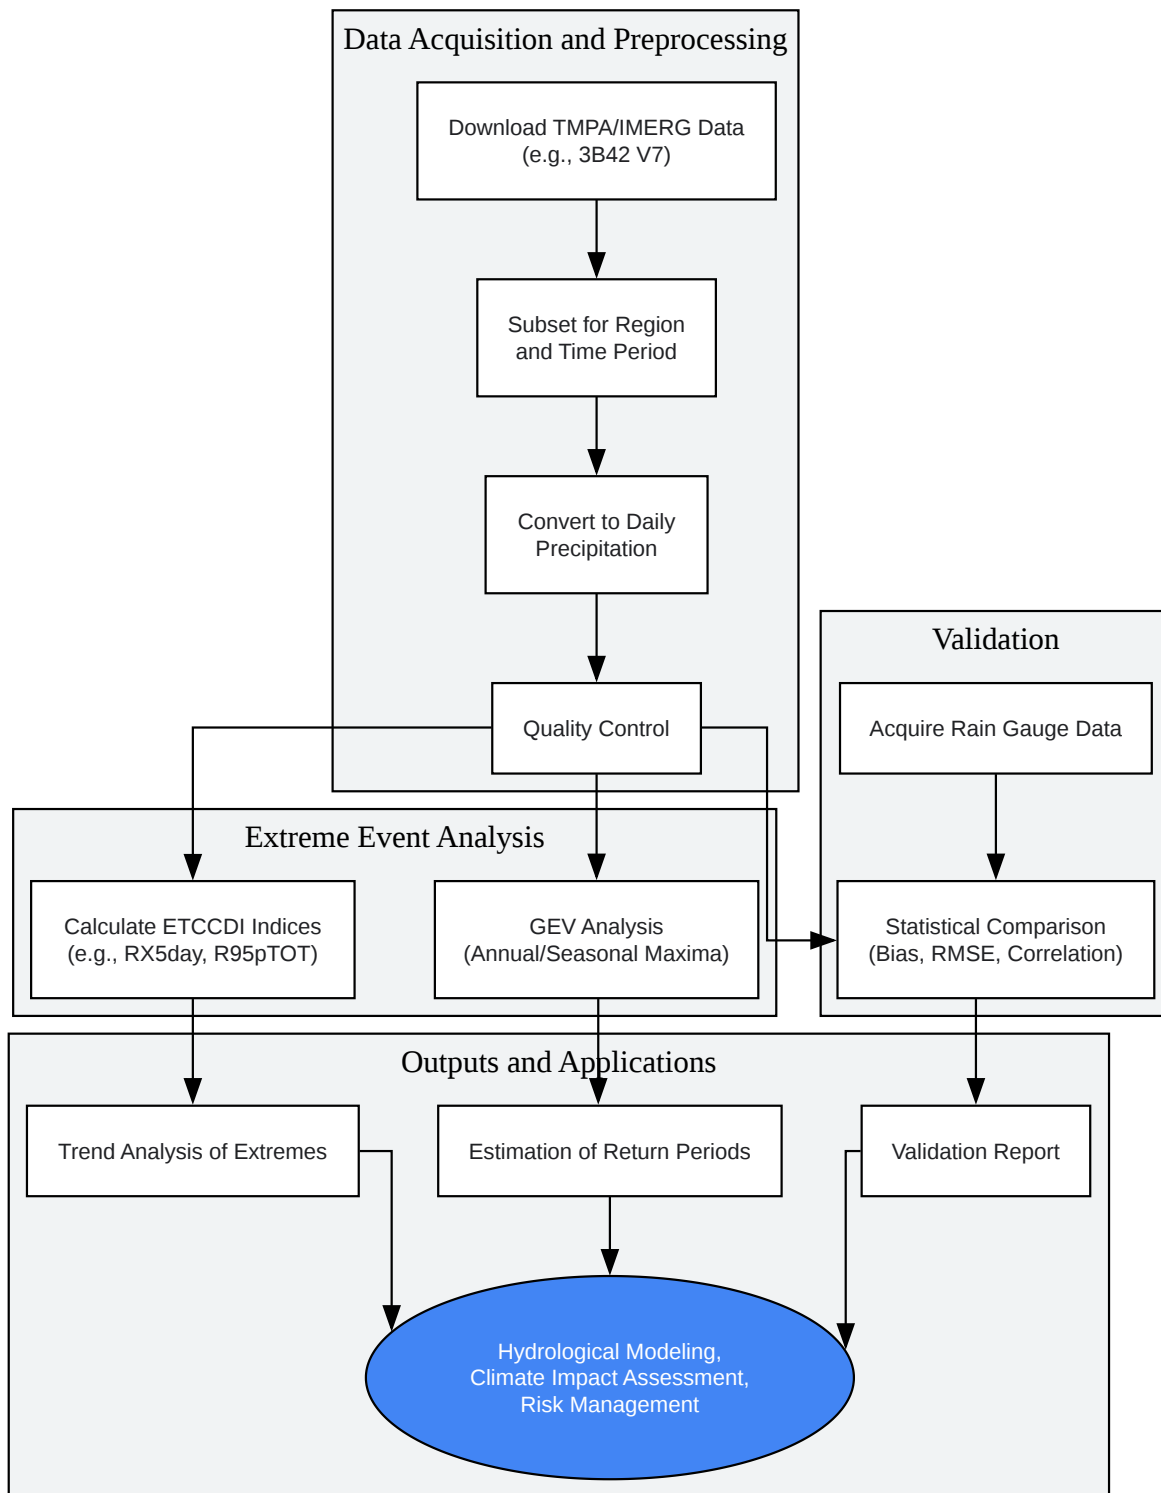 Data Acquisition and Preprocessing
Download TMPA/IMERG Data
(e.g., 3B42 V7)
Subset for Region
and Time Period
Convert to Daily
Precipitation
Quality Control
Validation
Acquire Rain Gauge Data
Extreme Event Analysis
Calculate ETCCDI Indices
(e.g., RX5day, R95pTOT)
GEV Analysis
(Annual/Seasonal Maxima)
Statistical Comparison
(Bias, RMSE, Correlation)
Outputs and Applications
Trend Analysis of Extremes
Estimation of Return Periods
Validation Report
Hydrological Modeling,
Climate Impact Assessment,
Risk Management